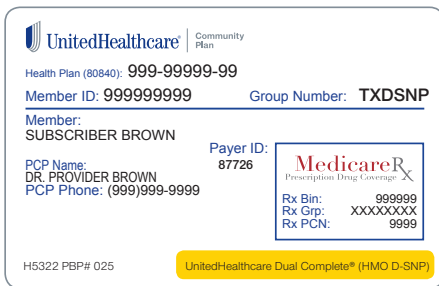 UnitedHealthcare® Community Plan
Health Plan (80840): 999-99999-99
Member ID: 999999999 Group Number: TXDSNP
Member:
SUBSCRIBER BROWN
Payer ID:
87726
PCP Name:
DR. PROVIDER BROWN
PCP Phone: (999)999-9999
MedicareRx
Prescription Drug Coverage
Rx Bin: 999999
Rx Grp: XXXXXXXX
Rx PCN: 9999
H5322 PBP# 025 UnitedHealthcare Dual Complete® (HMO D-SNP)